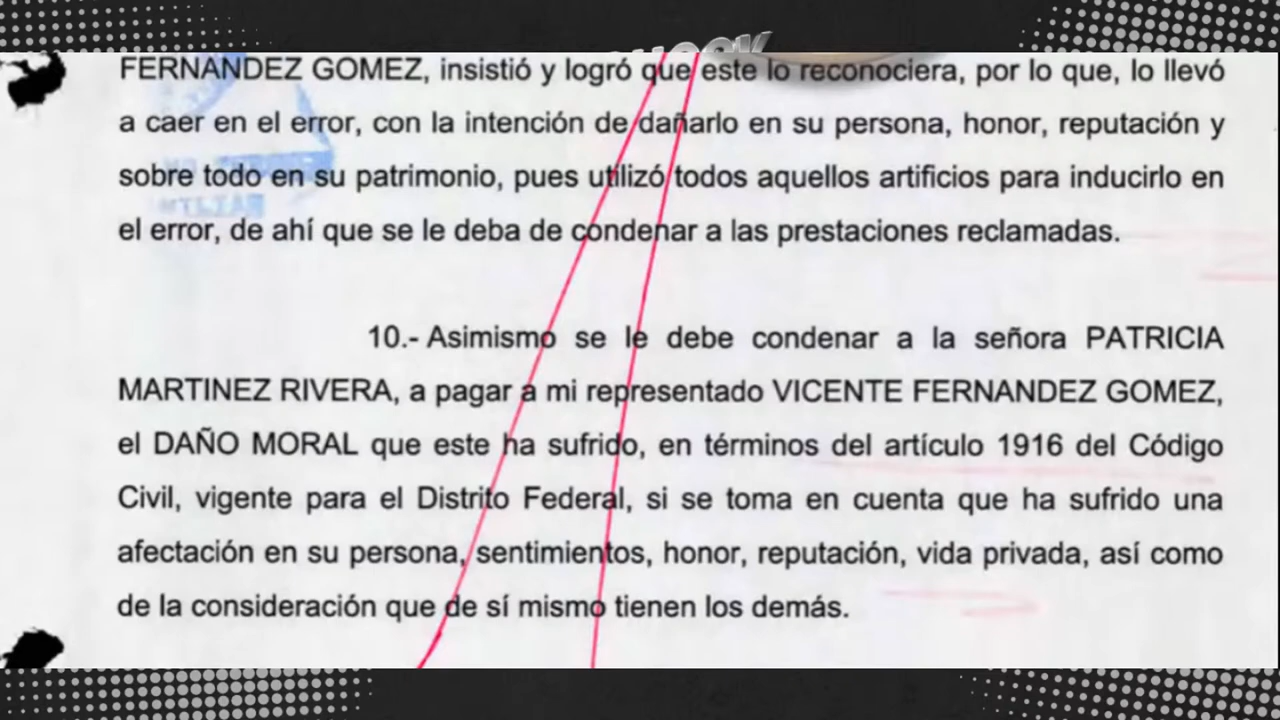 FERNANDEZ GOMEZ, insistió y logró que este lo reconociera, por lo que, lo llevó
a caer en el error, con la intención de dañarlo en su persona, honor, reputación y
sobre todo en su patrimonio, pues utilizó todos aquellos artificios para inducirlo en
el error, de ahí que se le deba de condenar a las prestaciones reclamadas.
10.- Asimismo se le debe condenar a la señora PATRICIA
MARTINEZ RIVERA, a pagar a mi representado VICENTE FERNANDEZ GOMEZ,
el DAÑO MORAL que este ha sufrido, en términos del artículo 1916 del Código
Civil, vigente para el Distrito Federal, si se toma en cuenta que ha sufrido una
afectación en su persona, sentimientos, honor, reputación, vida privada, así como
de la consideración que de sí mismo tienen los demás.